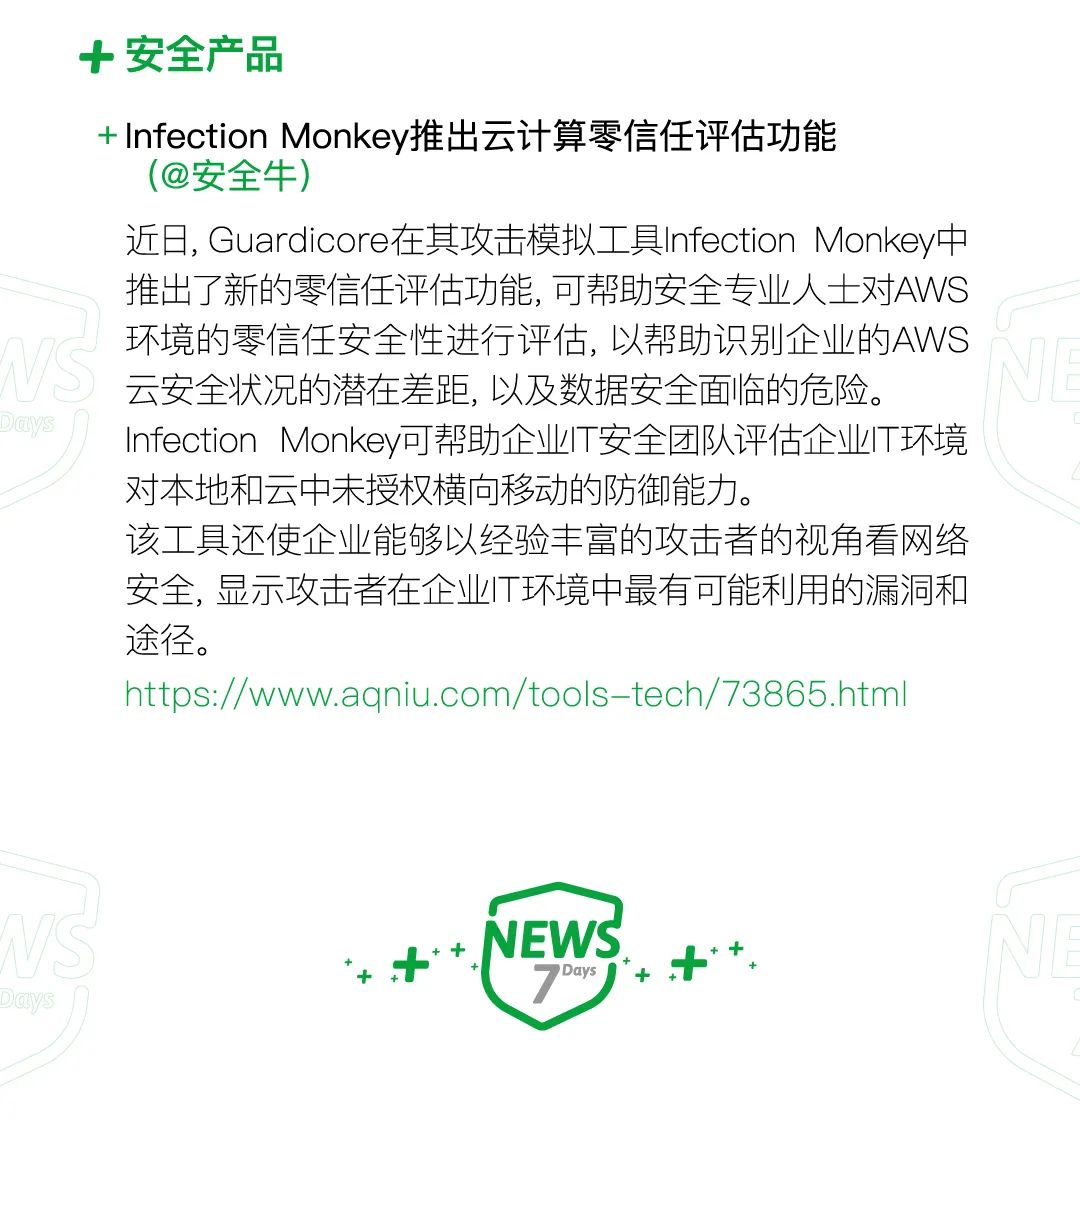 安全产品
+ Infection Monkey推出云计算零信任评估功能
(@安全牛)
近日, Guardicore在其攻击模拟工具Infection Monkey中
推出了新的零信任评估功能, 可帮助安全专业人士对AWS
环境的零信任安全性进行评估, 以帮助识别企业的AWS
云安全状况的潜在差距, 以及数据安全面临的危险。
Infection Monkey可帮助企业IT安全团队评估企业IT环境
对本地和云中未授权横向移动的防御能力。
该工具还使企业能够以经验丰富的攻击者的视角看网络
安全, 显示攻击者在企业IT环境中最有可能利用的漏洞和
途径。
https://www.aqniu.com/tools-tech/73865.html
NEWS
7 Days
WS
Days
NE
WS
Days
NE